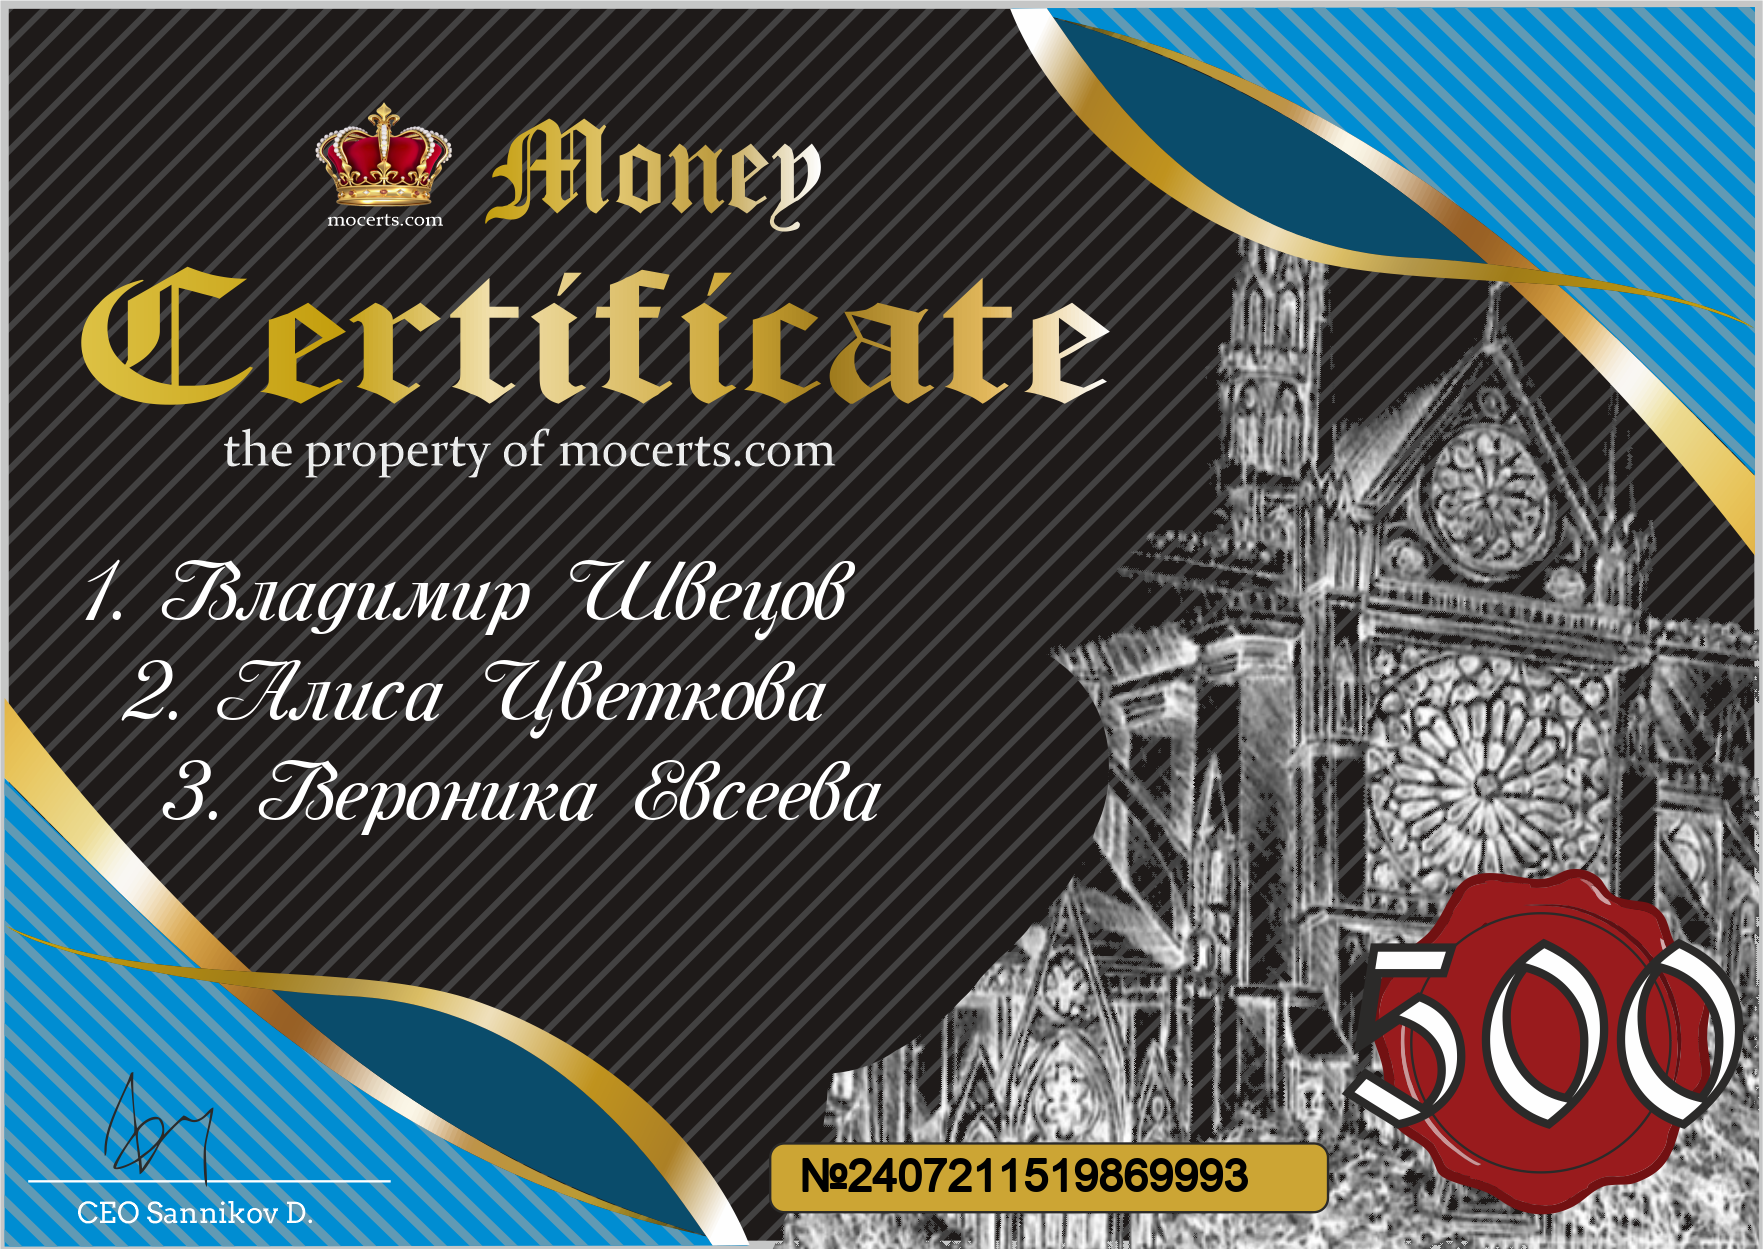 mocerts.com
Money
Certificate
the property of mocerts.com
1. Владимир Швецов
2. Алиса Цветкова
3. Вероника Евсеева
500
№2407211519869993
CEO Sannikov D.